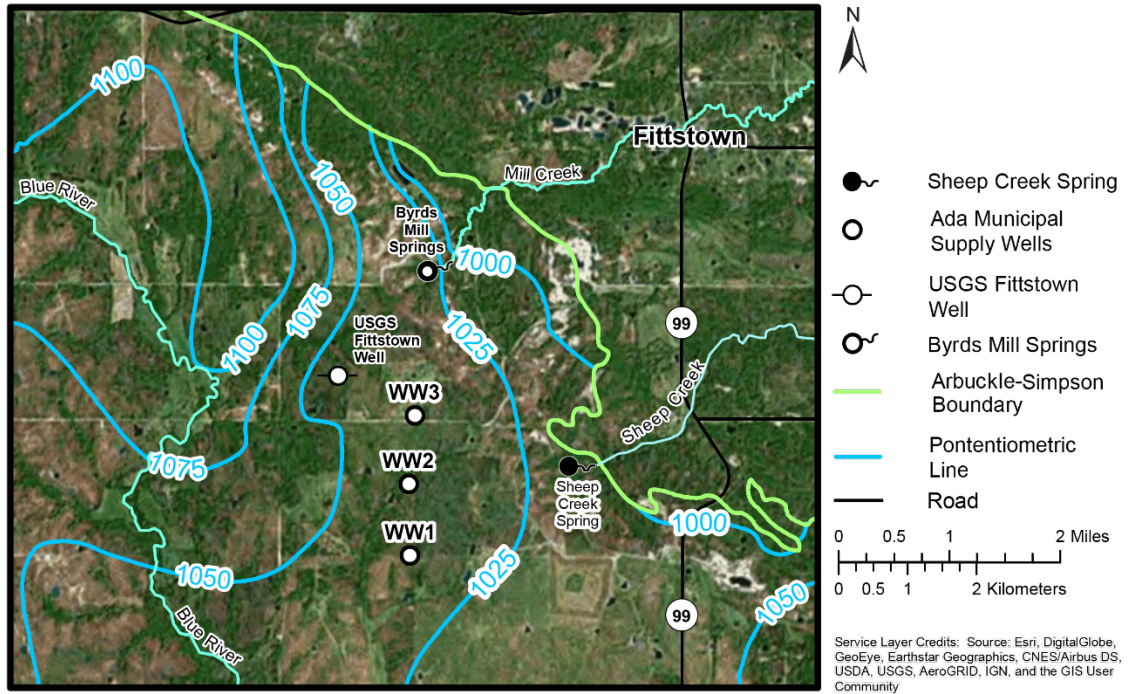 1100
Blue River
1050
Byrds
Mill
Springs
Mill Creek
Fittstown
1000
1075
1100
USGS
Fittstown
Well
1025
99
WW3
Sheep Creek
1075
WW2
Sheep
Creek
Spring
1000
WW1
1050
1025
Blue River
99
1050
N
Sheep Creek Spring
Ada Municipal
Supply Wells
USGS Fittstown
Well
Byrds Mill Springs
Arbuckle-Simpson
Boundary
Pontentiometric
Line
Road
0 0.5 1 2 Miles
0 0.5 1 2 Kilometers
Service Layer Credits: Source: Esri, DigitalGlobe,
GeoEye, Earthstar Geographics, CNES/Airbus DS,
USDA, USGS, AeroGRID, IGN, and the GIS User
Community